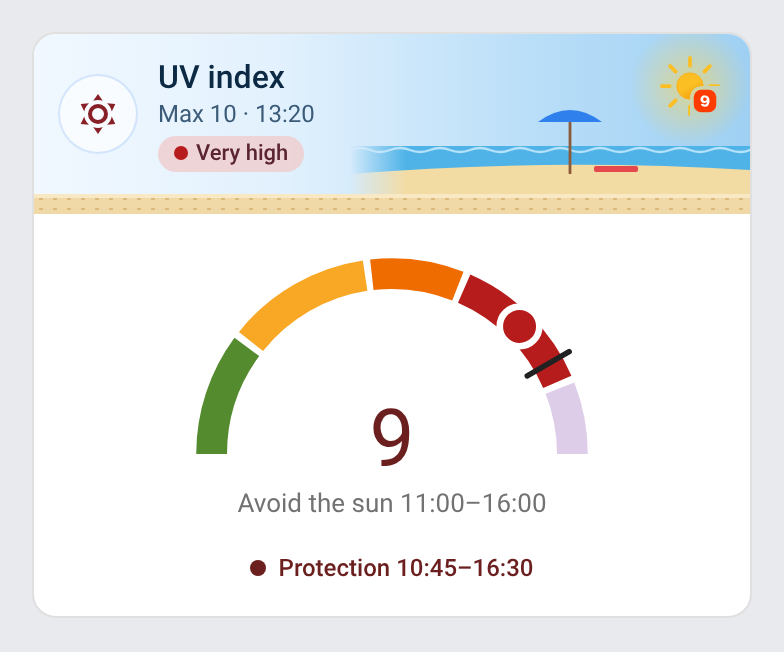 UV index
Max 10 · 13:20
Very high
9
9
Avoid the sun 11:00–16:00
Protection 10:45–16:30